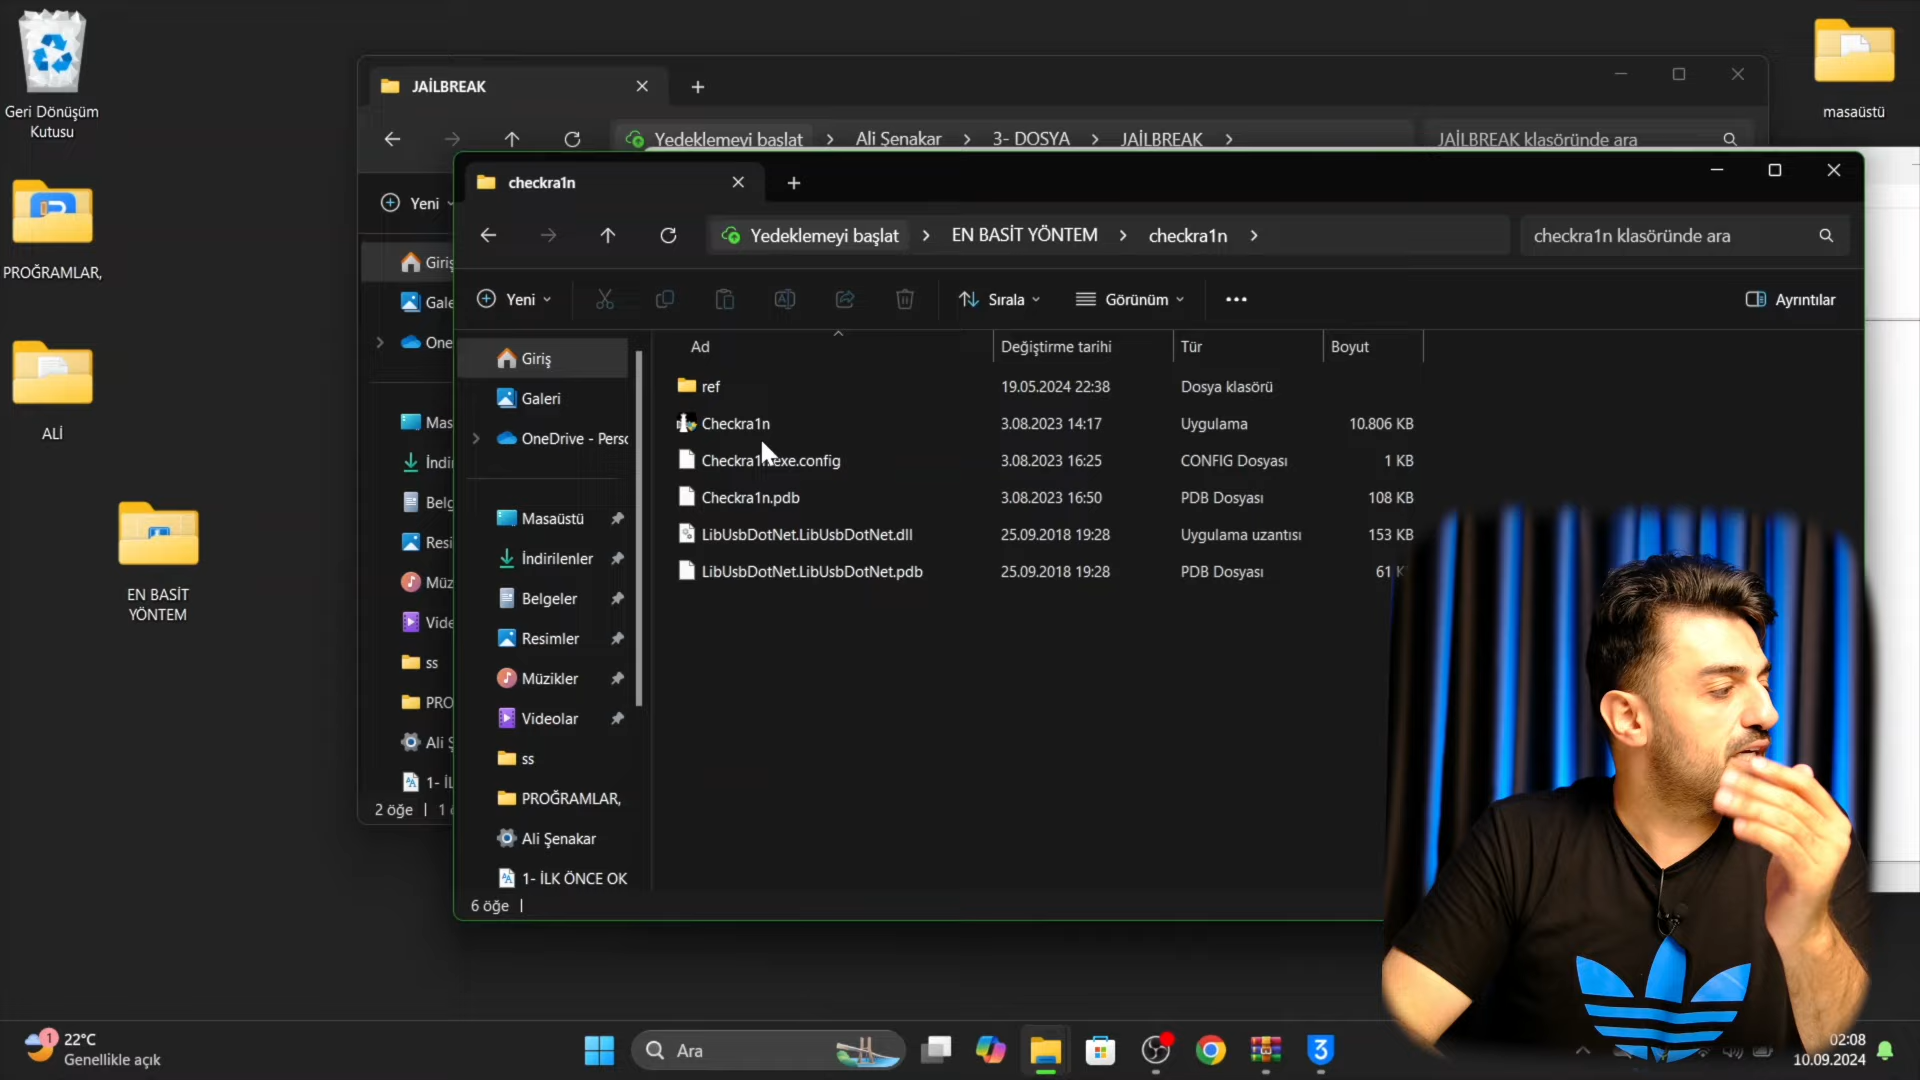 Geri Dönüşüm
Kutusu
PROĞRAMLAR,
ALİ
EN BASİT
YÖNTEM
masaüstü
JAİLBREAK
Yedeklemeyi başlat
Ali Şenakar
3- DOSYA
JAİLBREAK
JAİLBREAK klasöründe ara
Yeni
2 öğe
checkra1n
Yedeklemeyi başlat
EN BASİT YÖNTEM
checkra1n
checkra1n klasöründe ara
Yeni
Sırala
Görünüm
Ayrıntılar
Giriş
Galeri
OneDrive - Perso
Masaüstü
İndirilenler
Belgeler
Resimler
Müzikler
Videolar
ss
PROĞRAMLAR,
Ali Şenakar
1- İLK ÖNCE OK
6 öğe
Ad Değiştirme tarihi Tür Boyut
ref 19.05.2024 22:38 Dosya klasörü
Checkra1n 3.08.2023 14:17 Uygulama 10.806 KB
Checkra1n.exe.config 3.08.2023 16:25 CONFIG Dosyası 1 KB
Checkra1n.pdb 3.08.2023 16:50 PDB Dosyası 108 KB
LibUsbDotNet.LibUsbDotNet.dll 25.09.2018 19:28 Uygulama uzantısı 153 KB
LibUsbDotNet.LibUsbDotNet.pdb 25.09.2018 19:28 PDB Dosyası 61 K
22°C
Genellikle açık
Ara
02:08
10.09.2024